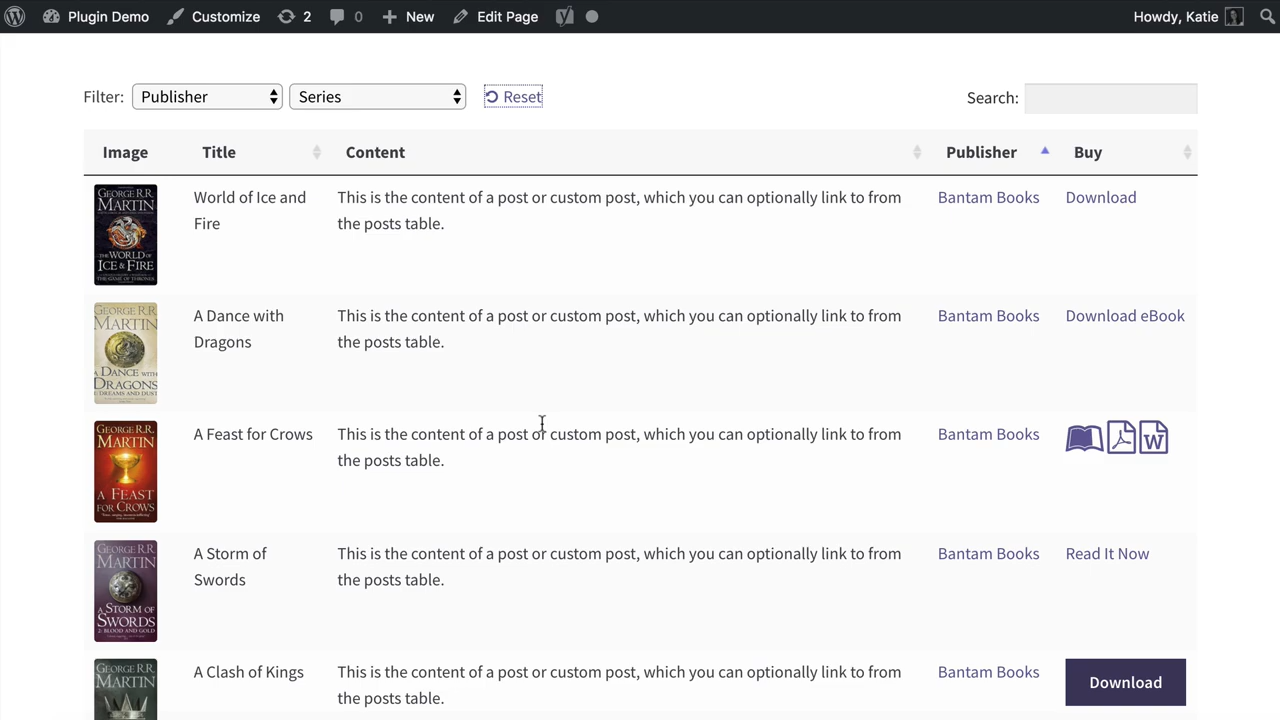 Plugin Demo Customize 2 0 New Edit Page Howdy, Katie
Filter: Publisher Series Reset Search:
Image Title Content Publisher Buy
GEORGE R.R.
MARTIN
THE WORLD OF
ICE & FIRE
World of Ice and
Fire
This is the content of a post or custom post, which you can optionally link to from
the posts table.
Bantam Books
Download
GEORGE R.R.
MARTIN
A DANCE WITH
DRAGONS
A Dance with
Dragons
This is the content of a post or custom post, which you can optionally link to from
the posts table.
Bantam Books
Download eBook
GEORGE R.R.
MARTIN
A FEAST
FOR CROWS
A Feast for Crows
This is the content of a post or custom post, which you can optionally link to from
the posts table.
Bantam Books
W
GEORGE R.R.
MARTIN
A STORM OF
SWORDS
2: BLOOD AND GOLD
A Storm of
Swords
This is the content of a post or custom post, which you can optionally link to from
the posts table.
Bantam Books
Read It Now
GEORGE R.R.
MARTIN
A Clash of Kings
This is the content of a post or custom post, which you can optionally link to from
the posts table.
Bantam Books
Download